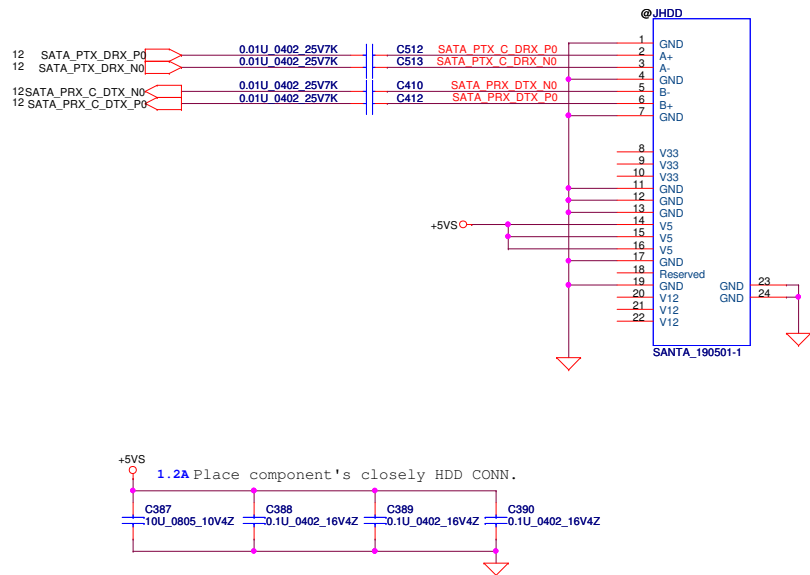 @JHDD
12 SATA_PTX_DRX_P0 0.01U_0402_25V7K C512 SATA_PTX_C_DRX_P0
12 SATA_PTX_DRX_N0 0.01U_0402_25V7K C513 SATA_PTX_C_DRX_N0
12 SATA_PRX_C_DTX_N0 0.01U_0402_25V7K C410 SATA_PRX_DTX_N0
12 SATA_PRX_C_DTX_P0 0.01U_0402_25V7K C412 SATA_PRX_DTX_P0
1 GND
2 A+
3 A-
4 GND
5 B-
6 B+
7 GND
8 V33
9 V33
10 V33
11 GND
12 GND
13 GND
+5VS 14 V5
15 V5
16 V5
17 GND
18 Reserved
19 GND GND 23
20 V12 GND 24
21 V12
22 V12
SANTA_190501-1
+5VS
1.2A Place component's closely HDD CONN.
C387 C388 C389 C390
10U_0805_10V4Z 0.1U_0402_16V4Z 0.1U_0402_16V4Z 0.1U_0402_16V4Z